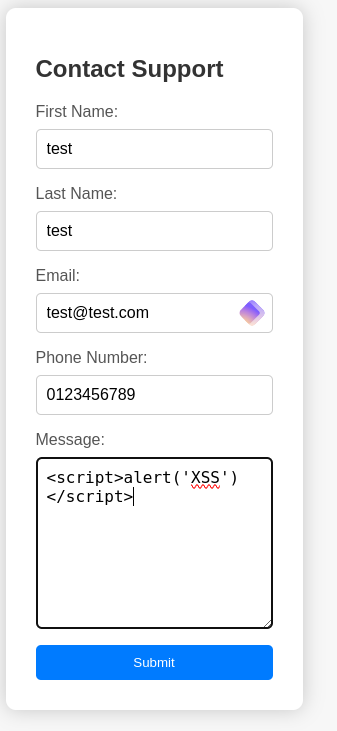 Contact Support
First Name:
test
Last Name:
test
Email:
test@test.com
Phone Number:
0123456789
Message:
<script>alert('XSS')
</script>
Submit